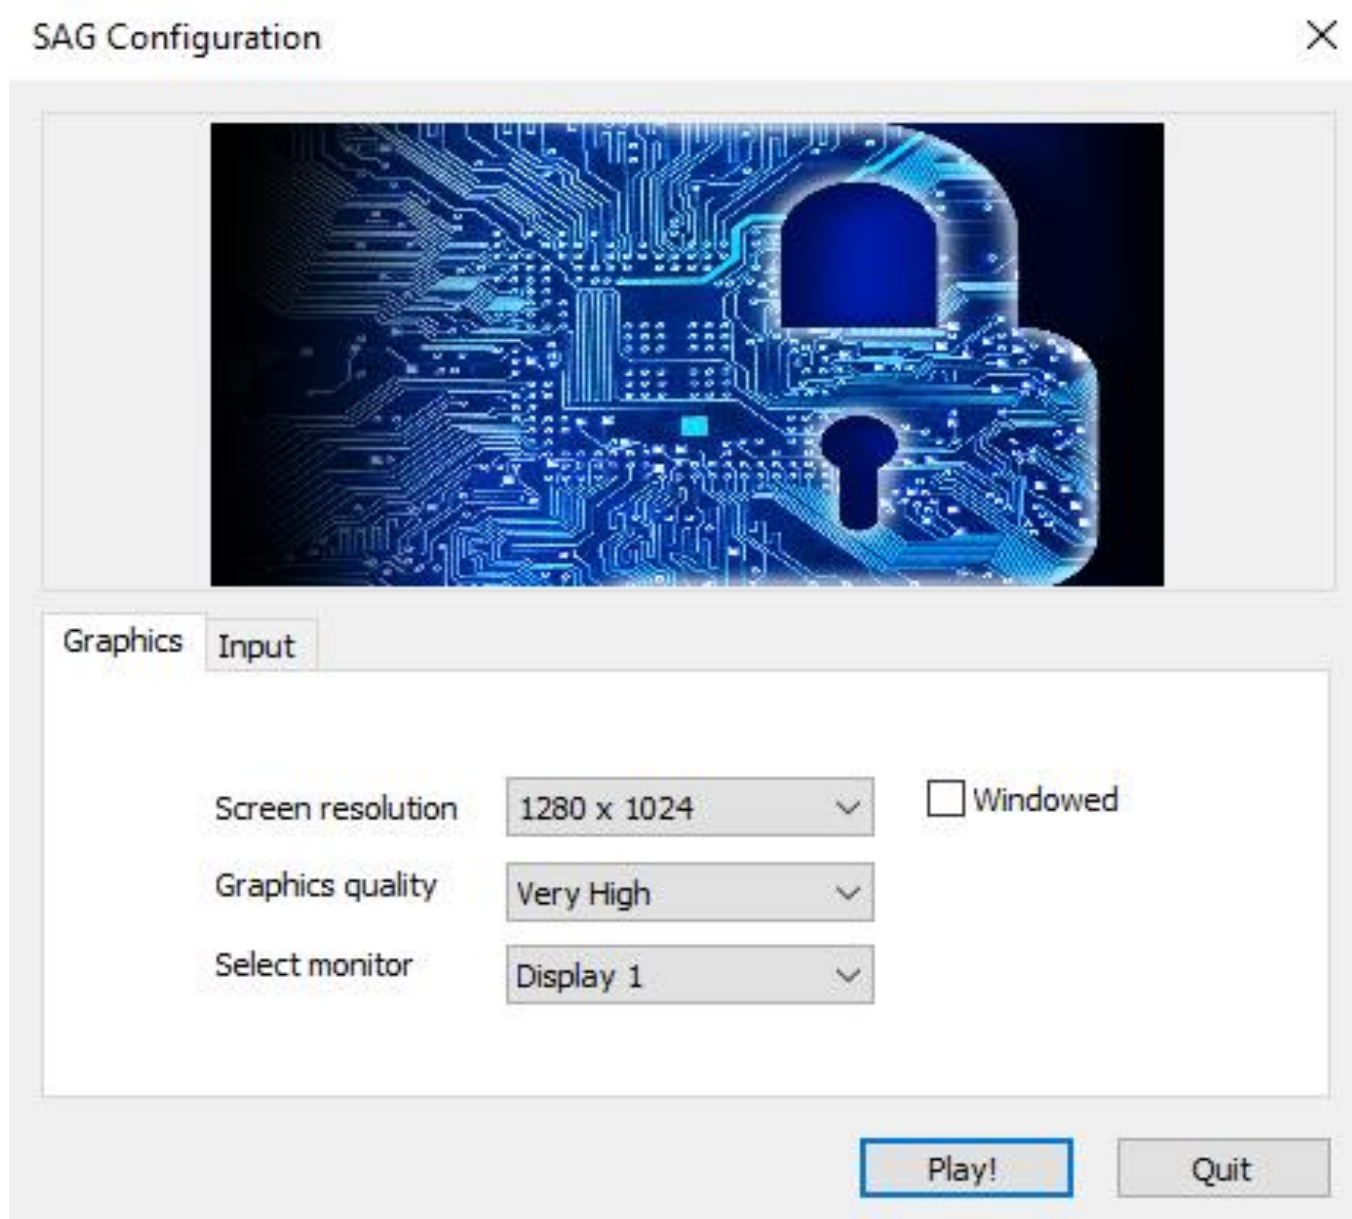 SAG Configuration
Graphics
Input
Screen resolution
1280 x 1024
Windowed
Graphics quality
Very High
Select monitor
Display 1
Play!
Quit